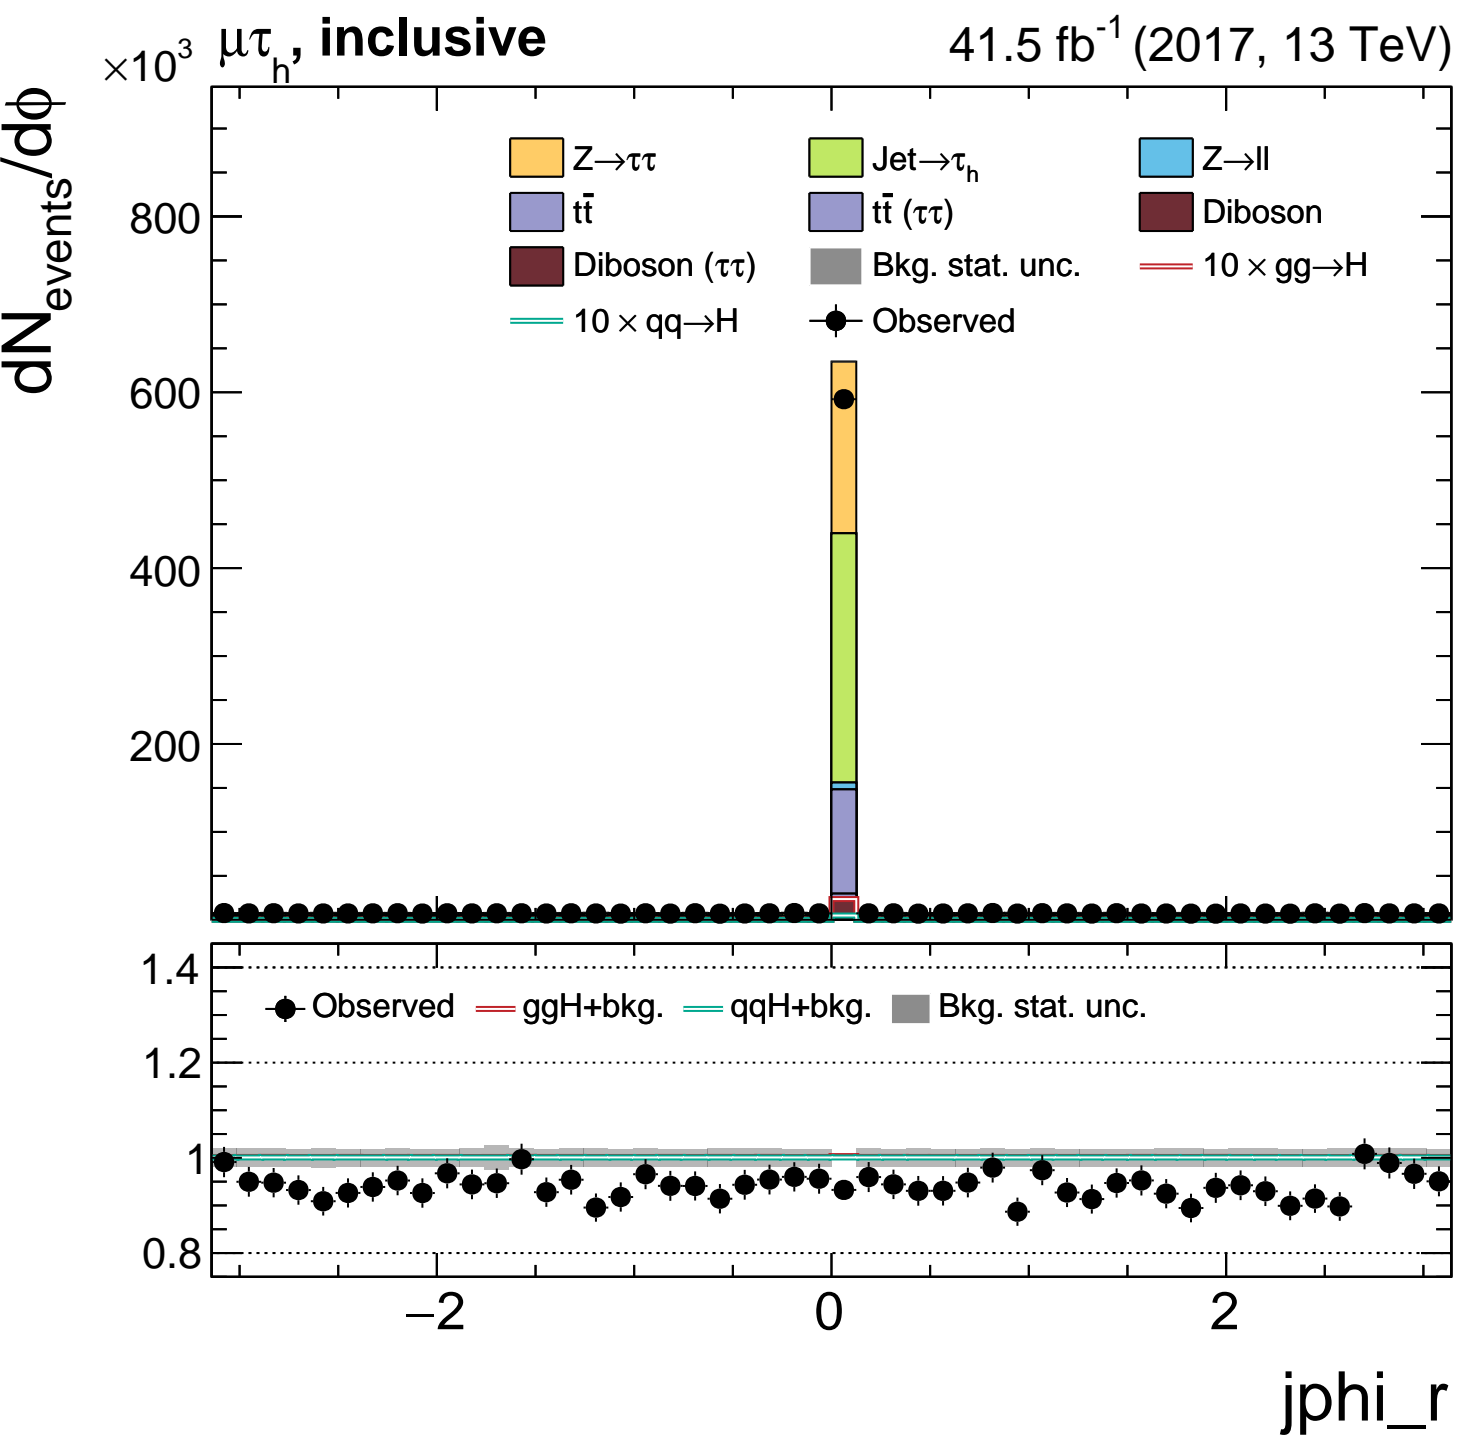 ×10³ μτₕ, inclusive 41.5 fb⁻¹ (2017, 13 TeV)
dN_events/dϕ
Z→ττ Jet→τₕ Z→ll
tt̄ tt̄ (ττ) Diboson
Diboson (ττ) Bkg. stat. unc. 10 × gg→H
10 × qq→H Observed
800
600
400
200
1.4
Observed ggH+bkg. qqH+bkg. Bkg. stat. unc.
1.2
1
0.8
−2 0 2
jphi_r